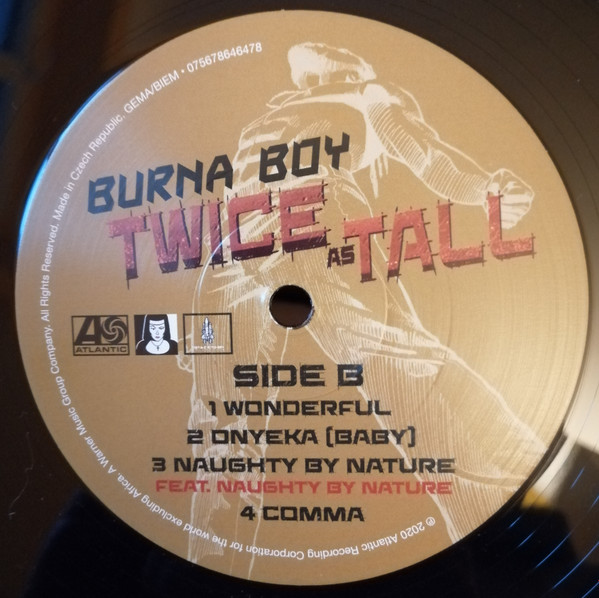 BURNA BOY
TWICE AS TALL
ATLANTIC
SIDE B
1 WONDERFUL
2 ONYEKA (BABY)
3 NAUGHTY BY NATURE
FEAT. NAUGHTY BY NATURE
4 COMMA
℗ 2020 Atlantic Recording Corporation for the world excluding Africa. A Warner Music Group Company. All Rights Reserved. Made in Czech Republic. GEMA/BIEM • 075678646478